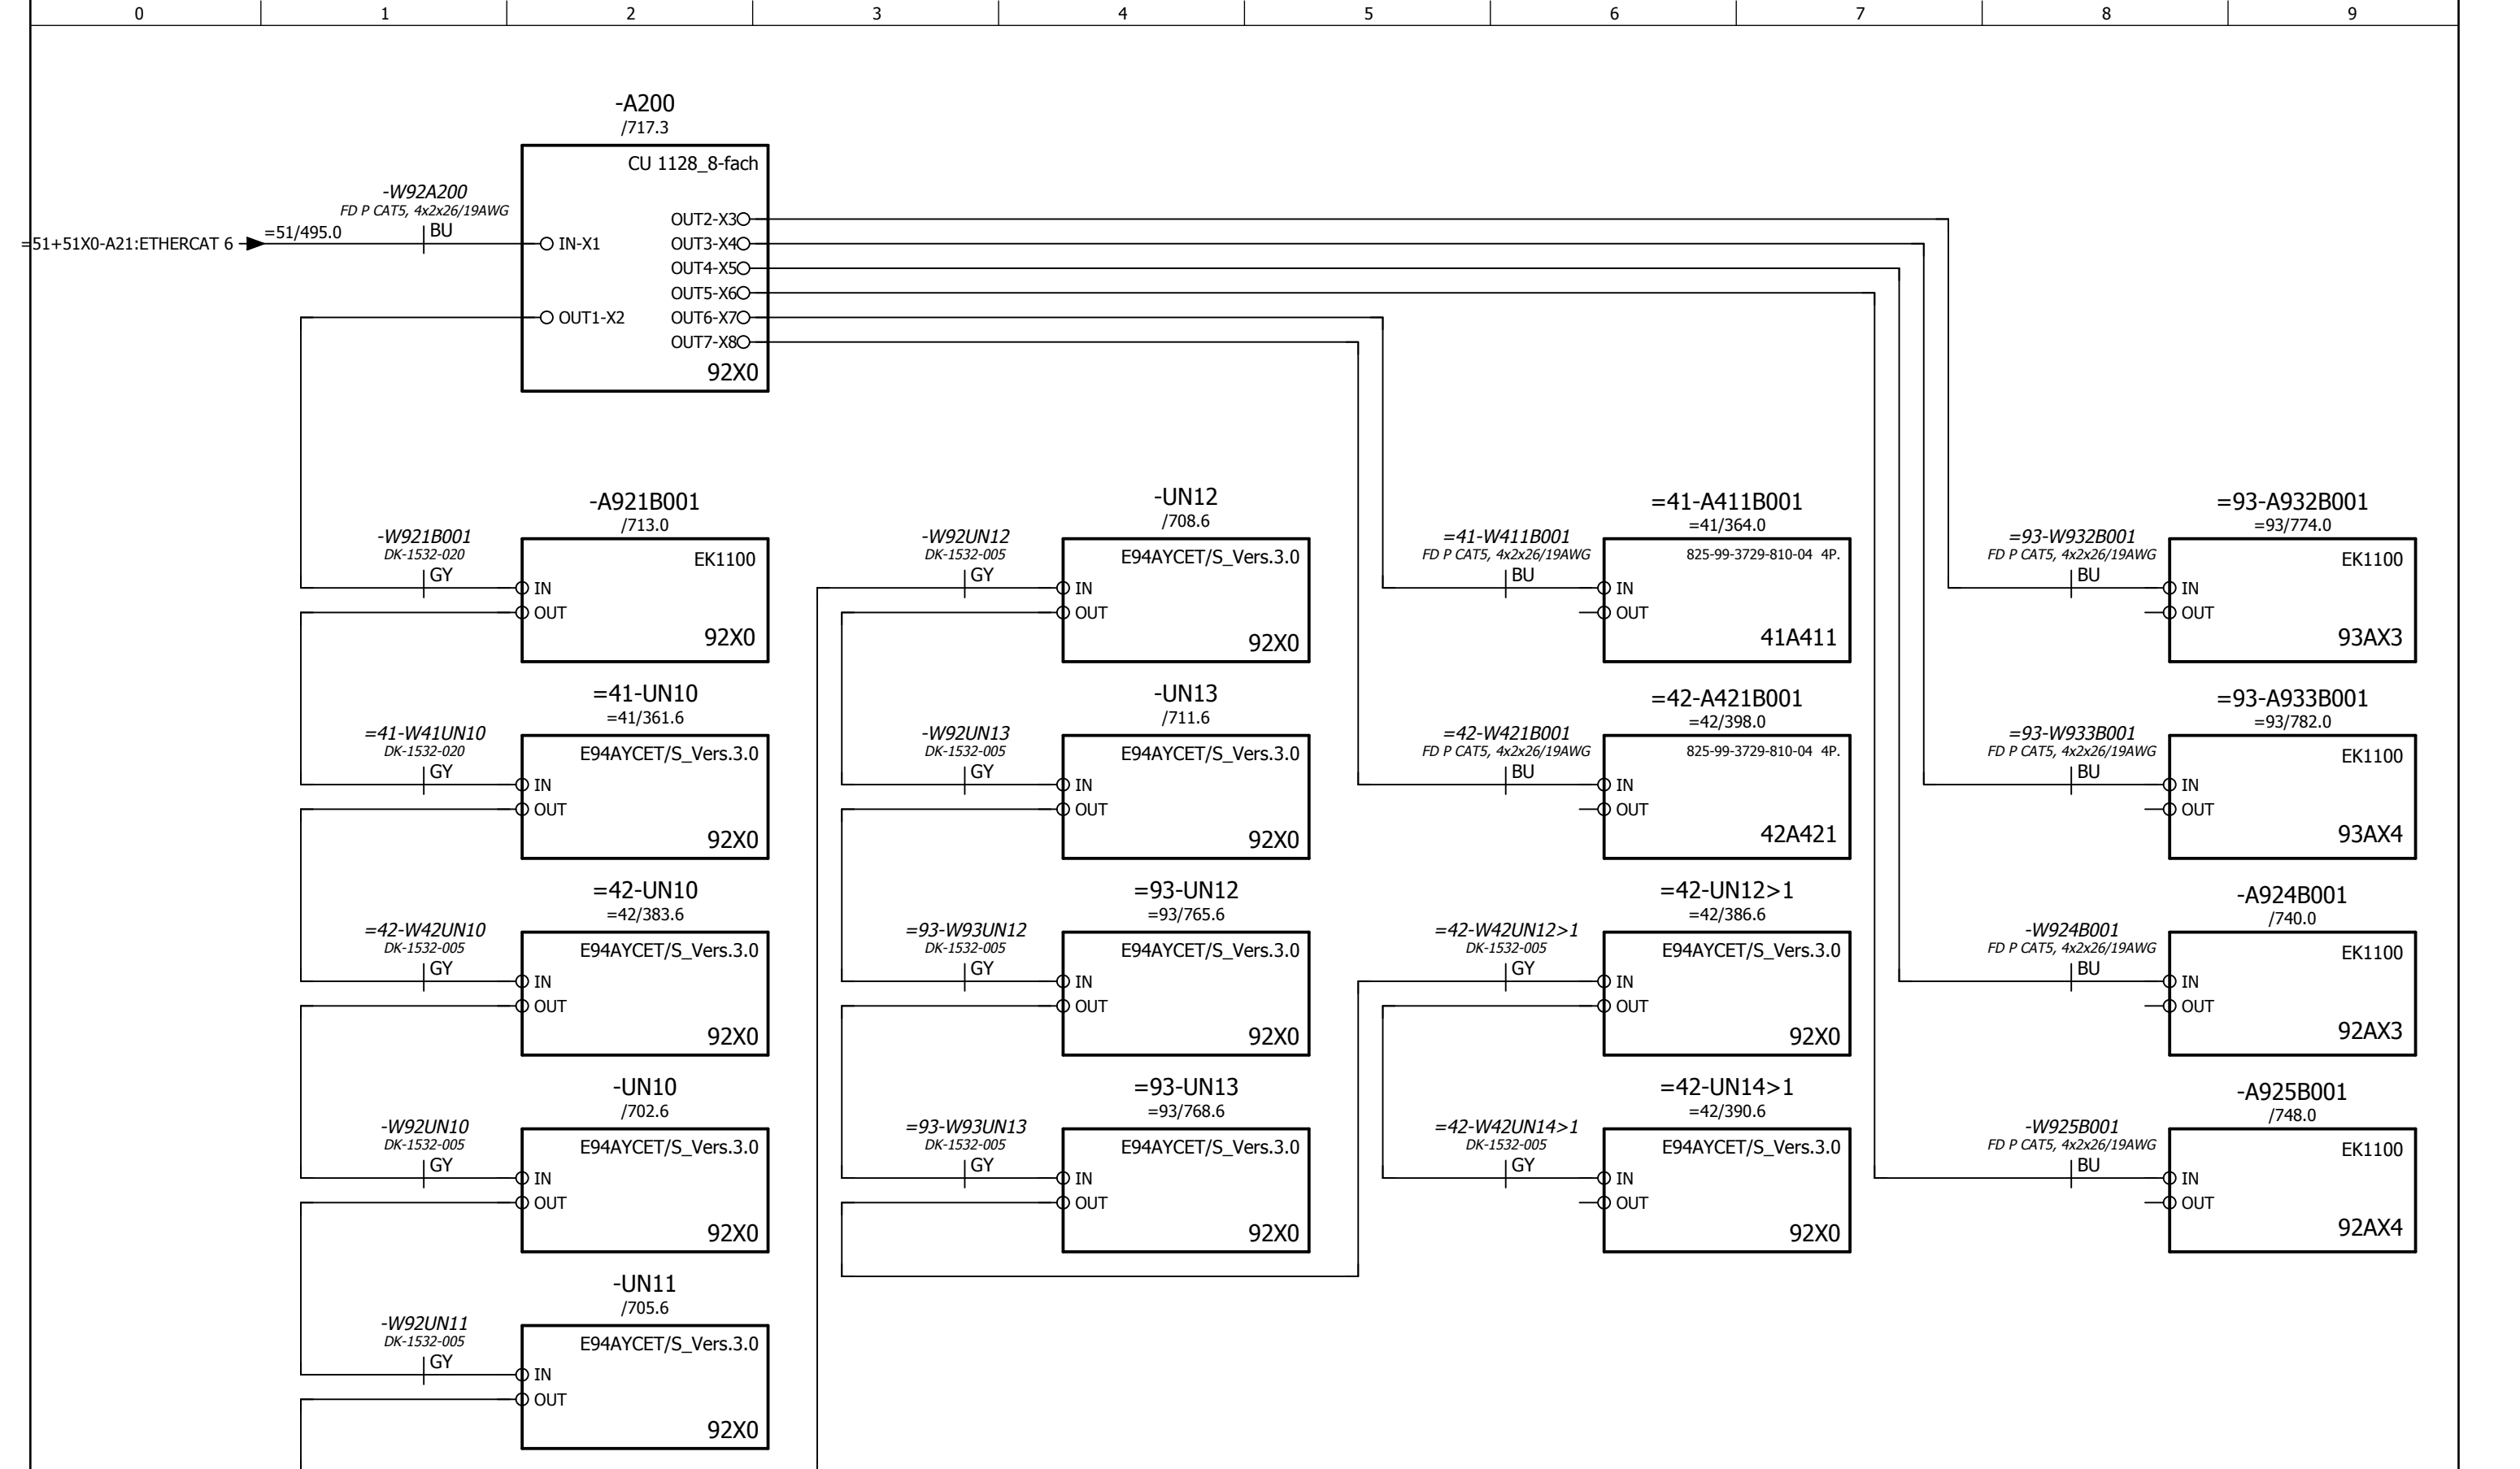 0 1 2 3 4 5 6 7 8 9
-A200
/717.3
CU 1128_8-fach
-W92A200
FD P CAT5, 4x2x26/19AWG
=51+51X0-A21:ETHERCAT 6
=51/495.0
BU
IN-X1
OUT1-X2
OUT2-X3
OUT3-X4
OUT4-X5
OUT5-X6
OUT6-X7
OUT7-X8
92X0
-A921B001
/713.0
-W921B001
DK-1532-020
GY
EK1100
IN
OUT
92X0
=41-UN10
=41/361.6
=41-W41UN10
DK-1532-020
GY
E94AYCET/S_Vers.3.0
IN
OUT
92X0
=42-UN10
=42/383.6
=42-W42UN10
DK-1532-005
GY
E94AYCET/S_Vers.3.0
IN
OUT
92X0
-UN10
/702.6
-W92UN10
DK-1532-005
GY
E94AYCET/S_Vers.3.0
IN
OUT
92X0
-UN11
/705.6
-W92UN11
DK-1532-005
GY
E94AYCET/S_Vers.3.0
IN
OUT
92X0
-UN12
/708.6
-W92UN12
DK-1532-005
GY
E94AYCET/S_Vers.3.0
IN
OUT
92X0
-UN13
/711.6
-W92UN13
DK-1532-005
GY
E94AYCET/S_Vers.3.0
IN
OUT
92X0
=93-UN12
=93/765.6
=93-W93UN12
DK-1532-005
GY
E94AYCET/S_Vers.3.0
IN
OUT
92X0
=93-UN13
=93/768.6
=93-W93UN13
DK-1532-005
GY
E94AYCET/S_Vers.3.0
IN
OUT
92X0
=41-A411B001
=41/364.0
=41-W411B001
FD P CAT5, 4x2x26/19AWG
BU
825-99-3729-810-04 4P.
IN
OUT
41A411
=42-A421B001
=42/398.0
=42-W421B001
FD P CAT5, 4x2x26/19AWG
BU
825-99-3729-810-04 4P.
IN
OUT
42A421
=42-UN12>1
=42/386.6
=42-W42UN12>1
DK-1532-005
GY
E94AYCET/S_Vers.3.0
IN
OUT
92X0
=42-UN14>1
=42/390.6
=42-W42UN14>1
DK-1532-005
GY
E94AYCET/S_Vers.3.0
IN
OUT
92X0
=93-A932B001
=93/774.0
=93-W932B001
FD P CAT5, 4x2x26/19AWG
BU
EK1100
IN
OUT
93AX3
=93-A933B001
=93/782.0
=93-W933B001
FD P CAT5, 4x2x26/19AWG
BU
EK1100
IN
OUT
93AX4
-A924B001
/740.0
-W924B001
FD P CAT5, 4x2x26/19AWG
BU
EK1100
IN
OUT
92AX3
-A925B001
/748.0
-W925B001
FD P CAT5, 4x2x26/19AWG
BU
EK1100
IN
OUT
92AX4